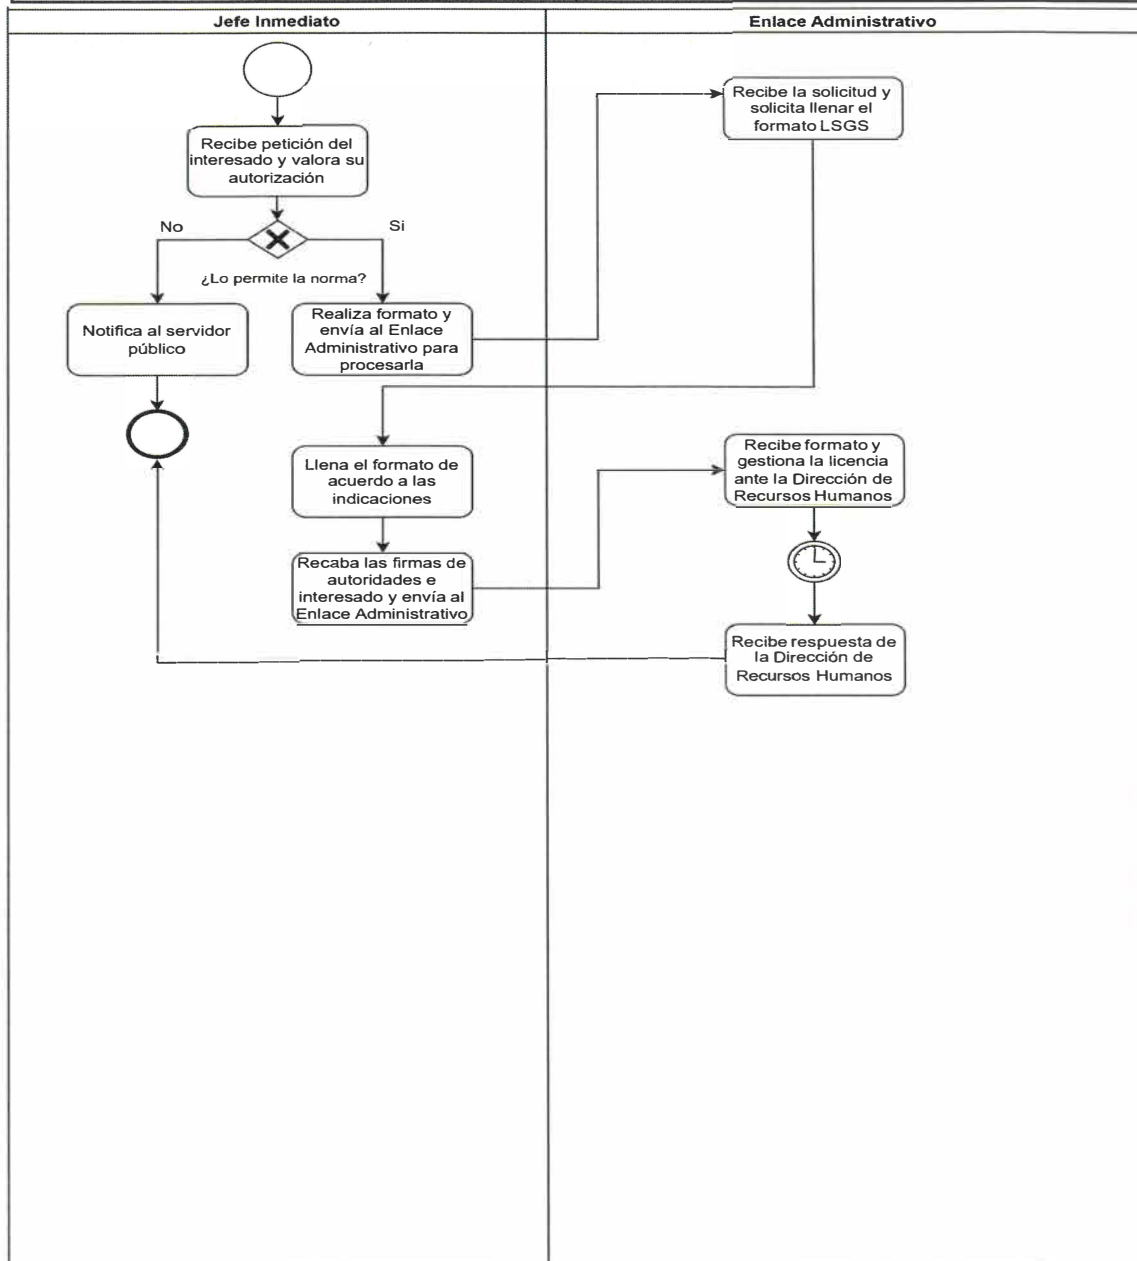 Jefe Inmediato
Enlace Administrativo
Recibe petición del
interesado y valora su
autorización
No
Si
¿Lo permite la norma?
Notifica al servidor
público
Realiza formato y
envía al Enlace
Administrativo para
procesarla
Recibe la solicitud y
solicita llenar el
formato LSGS
Llena el formato de
acuerdo a las
indicaciones
Recaba las firmas de
autoridades e
interesado y envía al
Enlace Administrativo
Recibe formato y
gestiona la licencia
ante la Dirección de
Recursos Humanos
Recibe respuesta de
la Dirección de
Recursos Humanos